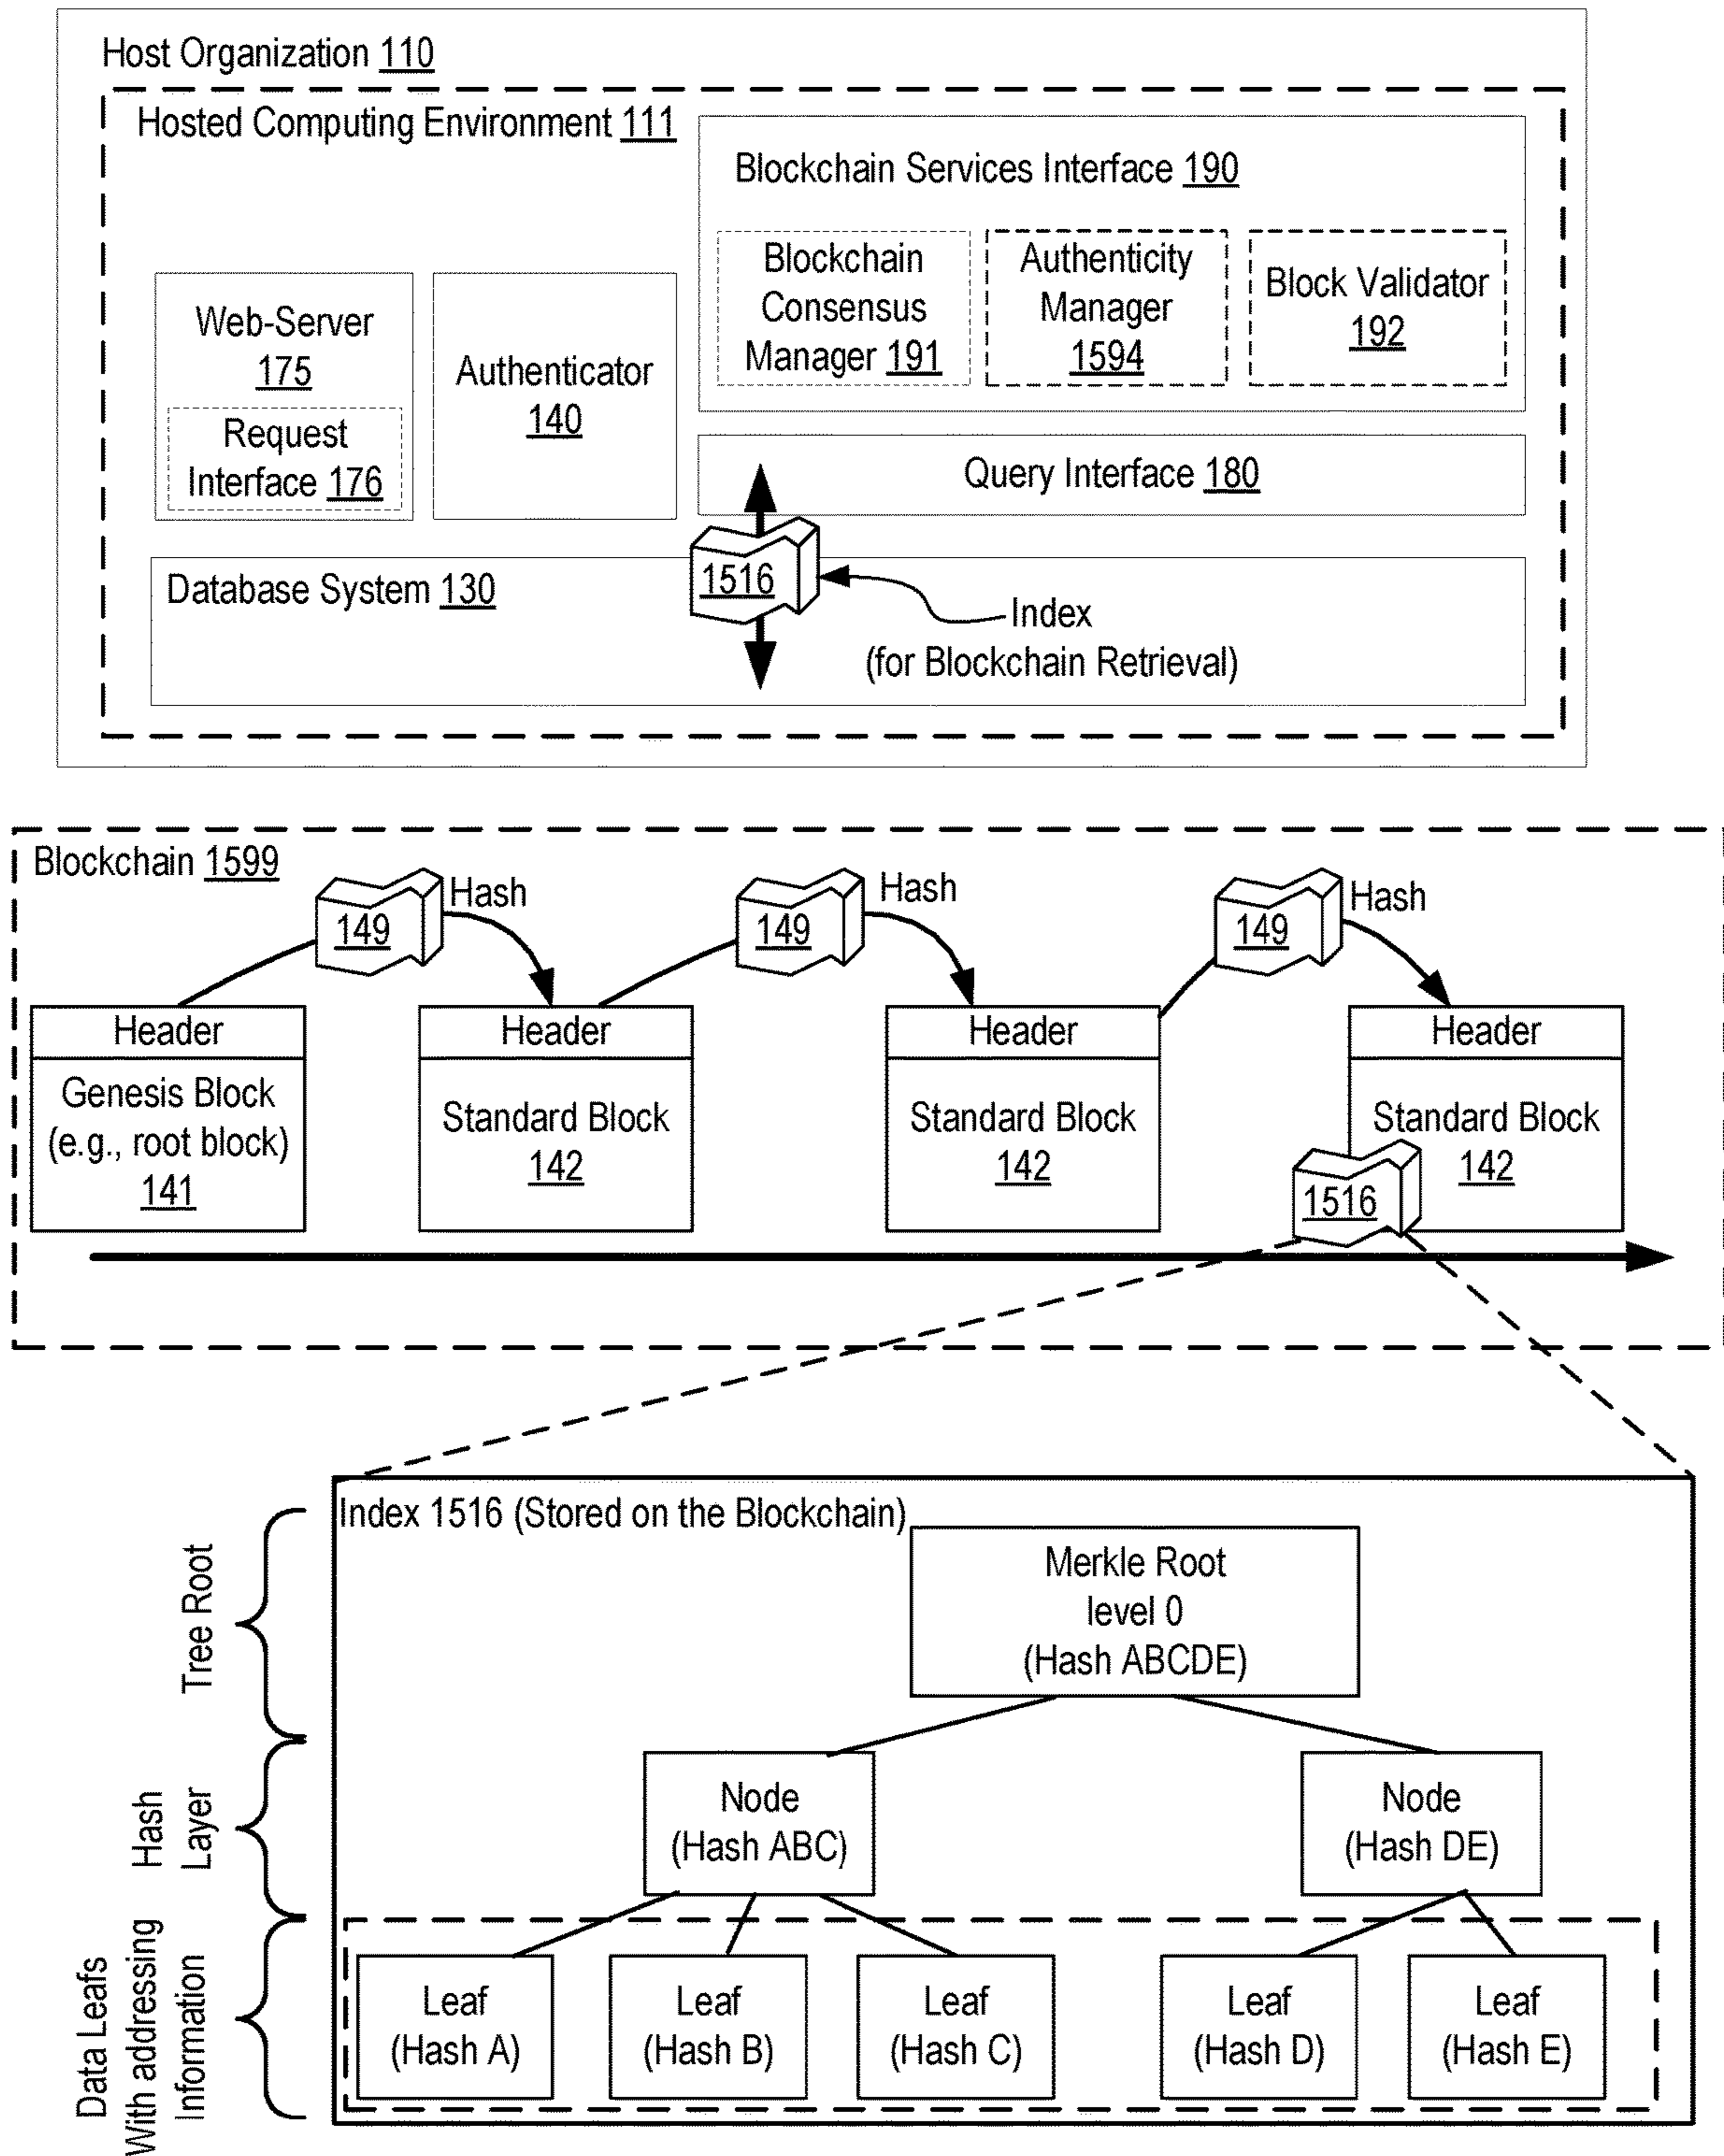 Host Organization 110
Hosted Computing Environment 111
Blockchain Services Interface 190
Blockchain
Consensus
Manager 191
Authenticity
Manager
1594
Block Validator
192
Web-Server
175
Request
Interface 176
Authenticator
140
Query Interface 180
Database System 130
1516
Index
(for Blockchain Retrieval)
Blockchain 1599
149
Hash
149
Hash
149
Hash
Header
Genesis Block
(e.g., root block)
141
Header
Standard Block
142
Header
Standard Block
142
Header
Standard Block
142
1516
Index 1516 (Stored on the Blockchain)
Tree Root
Merkle Root
level 0
(Hash ABCDE)
Hash
Layer
Node
(Hash ABC)
Node
(Hash DE)
Data Leafs
With addressing
Information
Leaf
(Hash A)
Leaf
(Hash B)
Leaf
(Hash C)
Leaf
(Hash D)
Leaf
(Hash E)